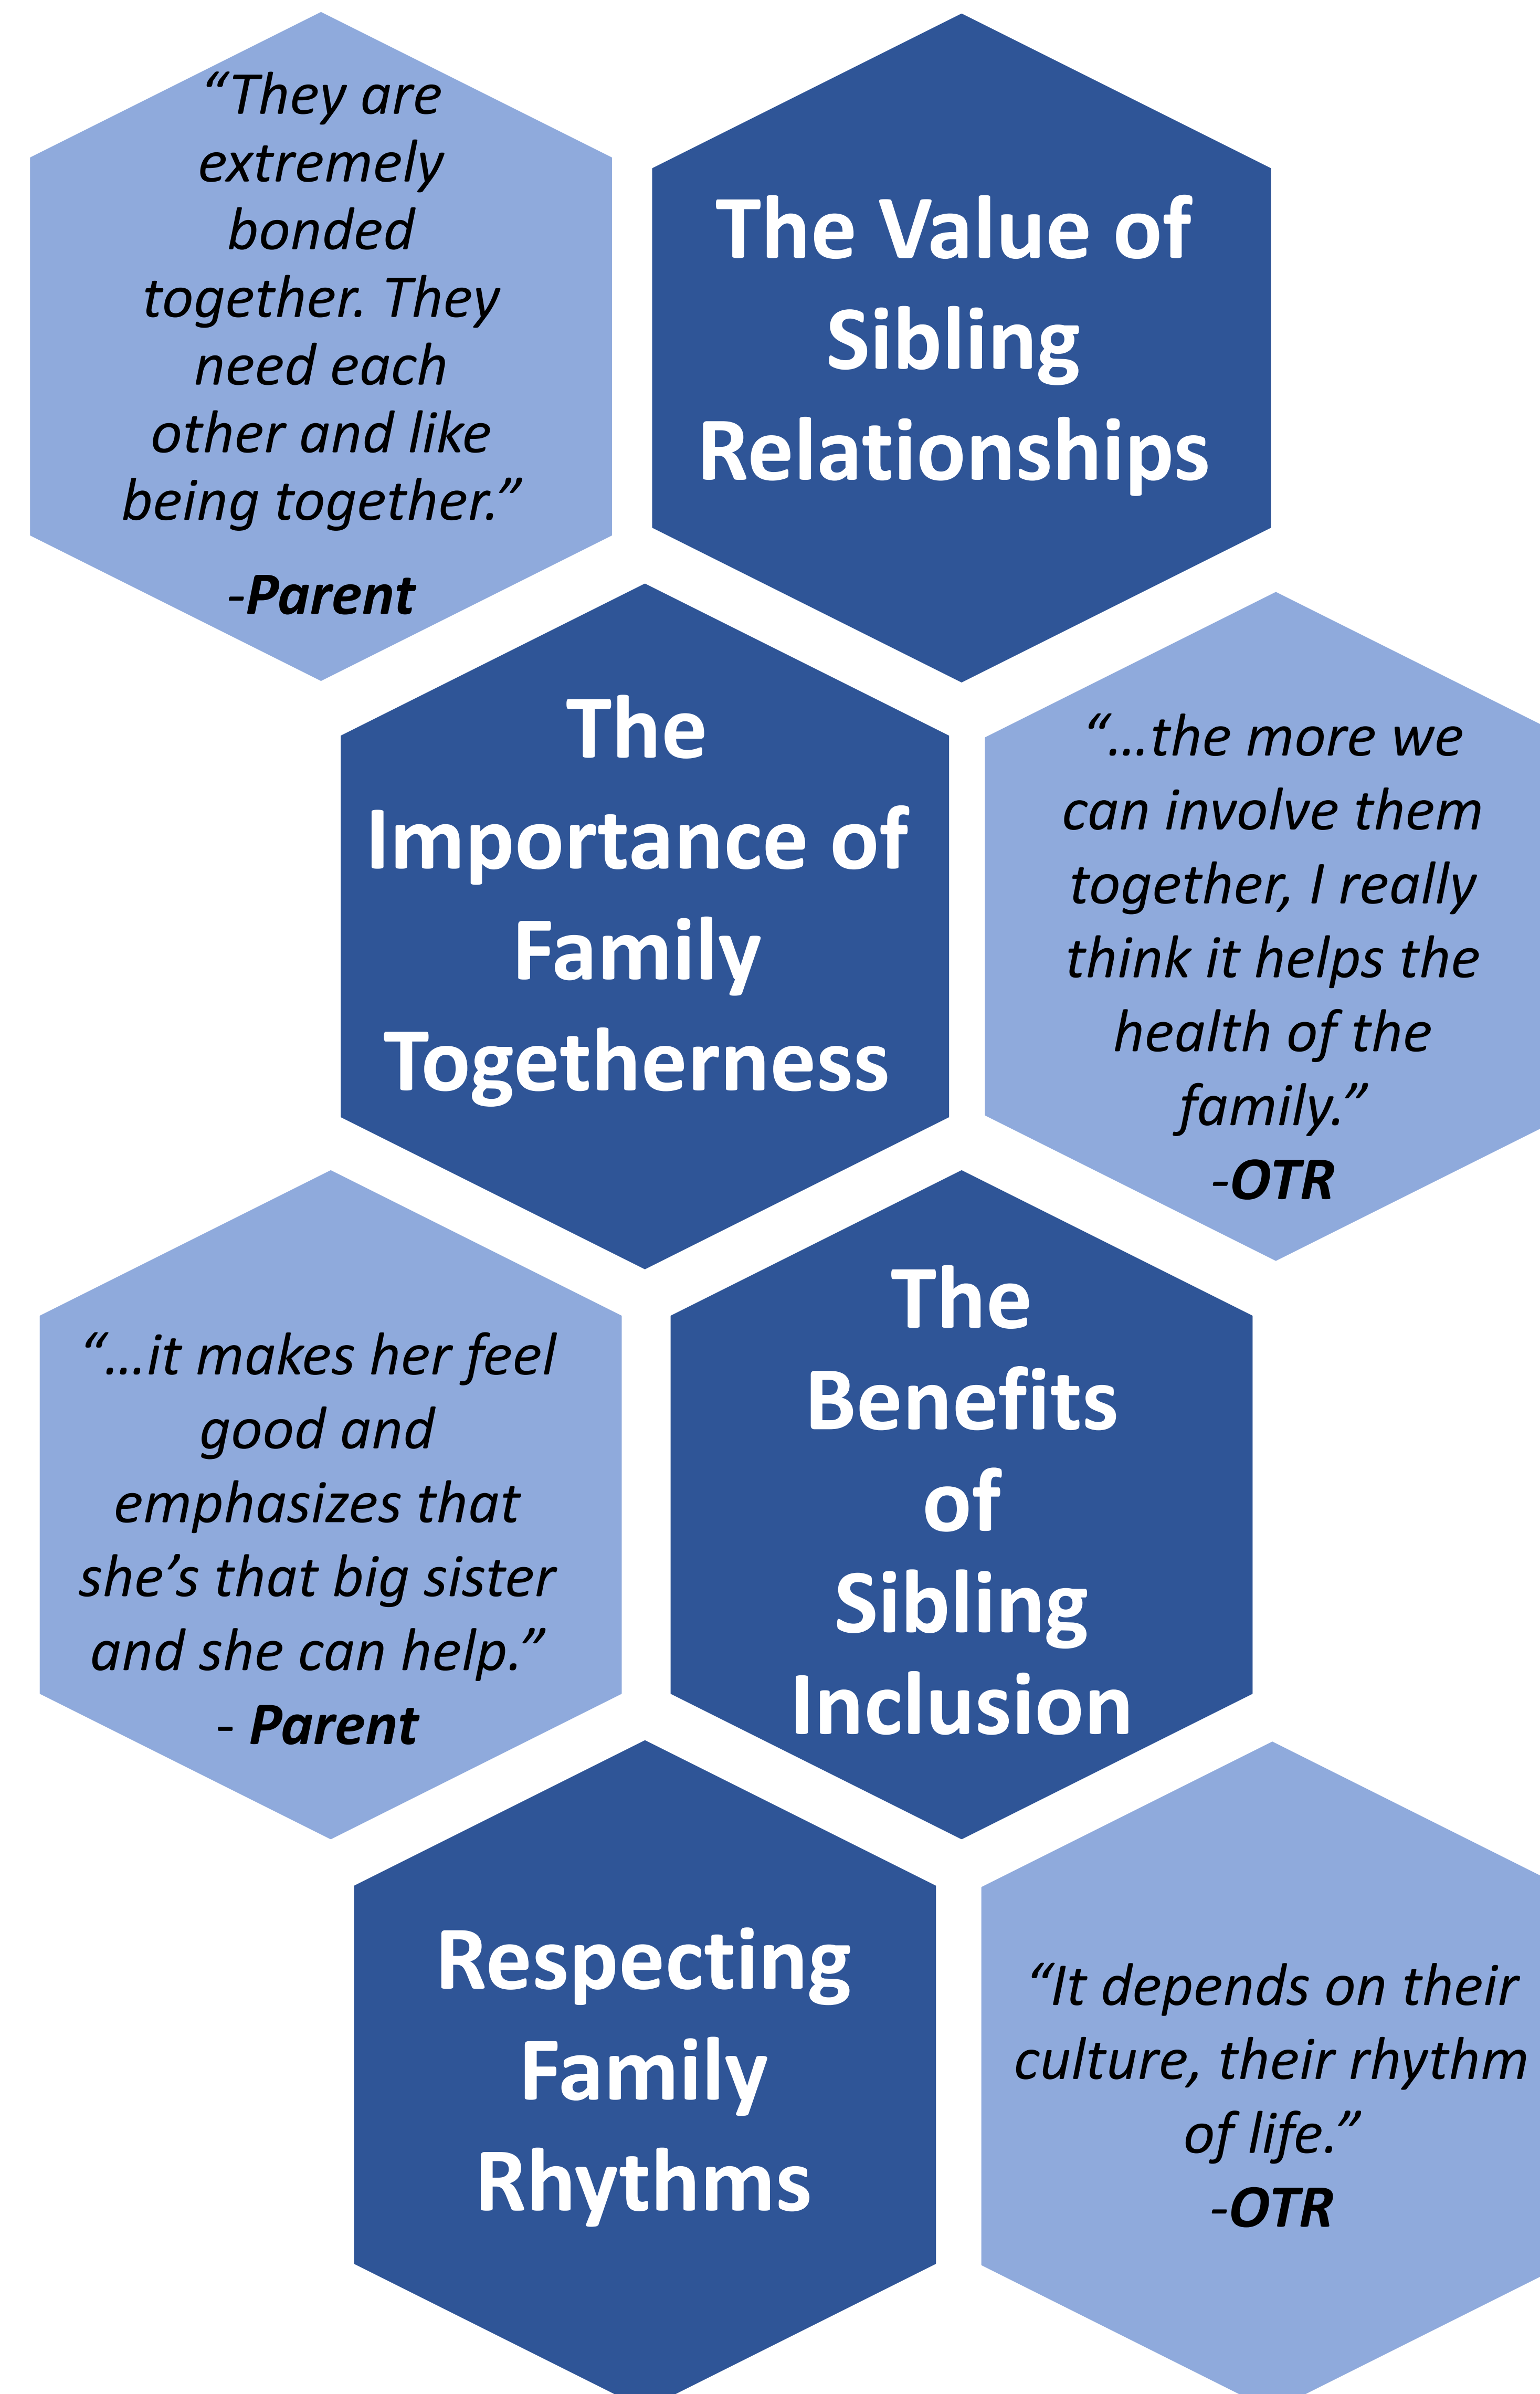 “They are
extremely
bonded
together. They
need each
other and like
being together.”
-Parent
The Value of
Sibling
Relationships
The
Importance of
Family
Togetherness
“…the more we
can involve them
together, I really
think it helps the
health of the
family.”
-OTR
“…it makes her feel
good and
emphasizes that
she’s that big sister
and she can help.”
- Parent
The
Benefits
of
Sibling
Inclusion
Respecting
Family
Rhythms
“It depends on their
culture, their rhythm
of life.”
-OTR